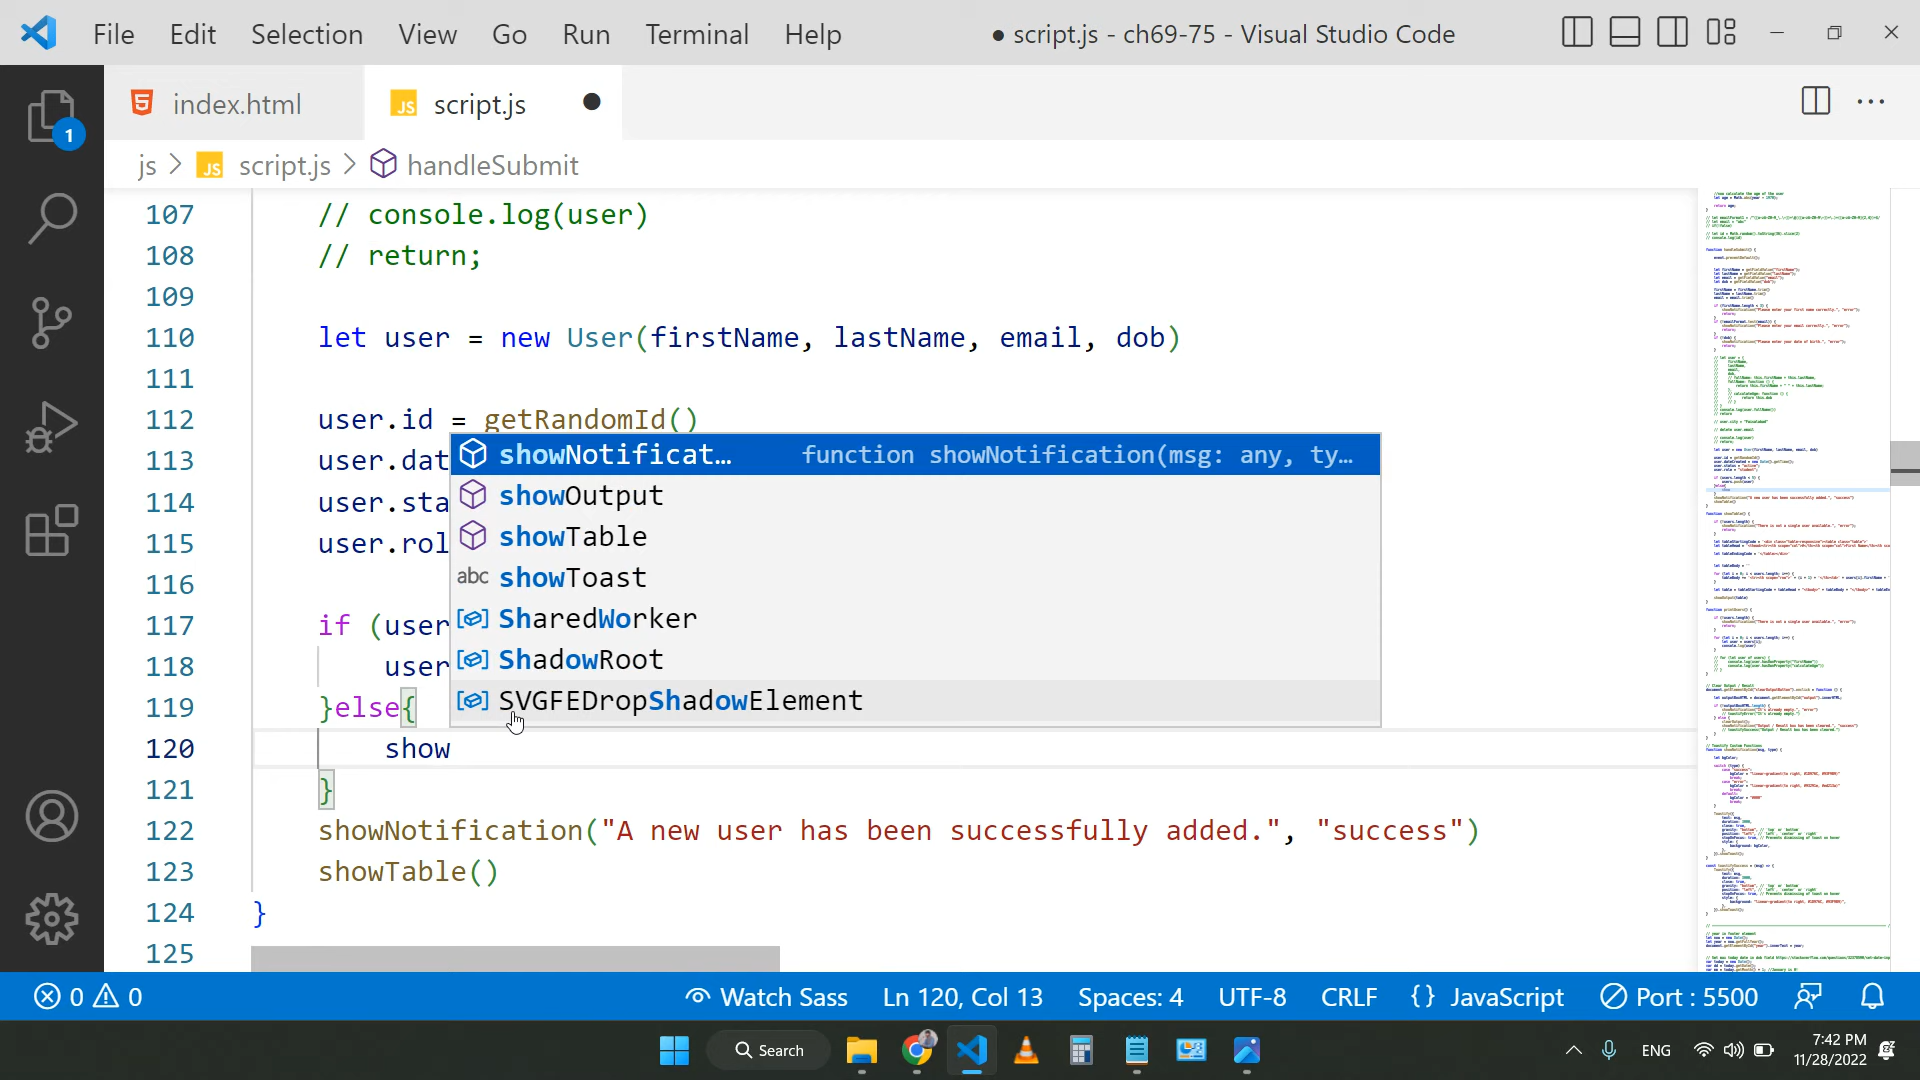 File Edit Selection View Go Run Terminal Help
● script.js - ch69-75 - Visual Studio Code
index.html
JS script.js
1
js > JS script.js > handleSubmit
107 // console.log(user)
108 // return;
109
110 let user = new User(firstName, lastName, email, dob)
111
112 user.id = getRandomId()
113 user.dat
114 user.sta
115 user.rol
116
117 if (user
118 user
119 }else{
120 show
121 }
122 showNotification("A new user has been successfully added.", "success")
123 showTable()
124 }
125
showNotificat… function showNotification(msg: any, ty…
showOutput
showTable
abc showToast
SharedWorker
ShadowRoot
SVGFEDropShadowElement
0 0 Watch Sass Ln 120, Col 13 Spaces: 4 UTF-8 CRLF {} JavaScript Port : 5500
Search
ENG
7:42 PM
11/28/2022